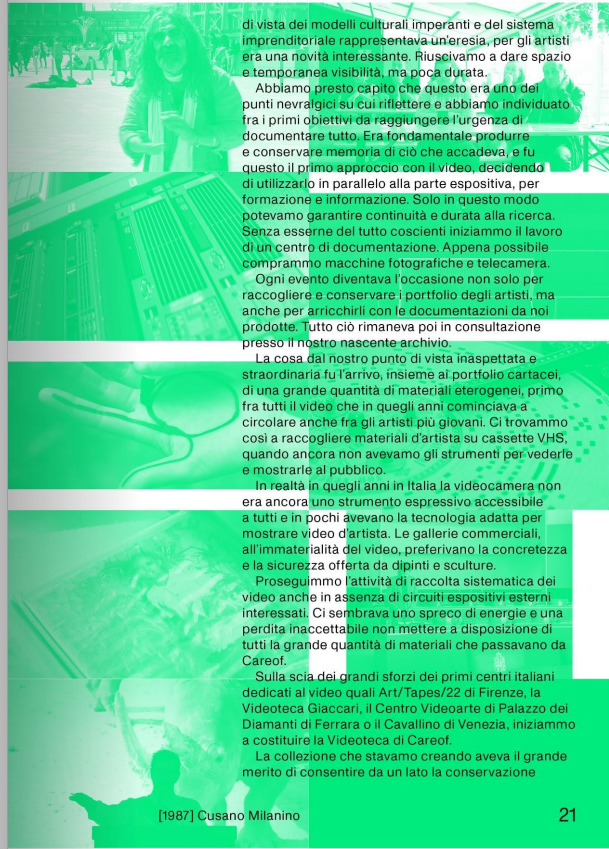 di vista dei modelli culturali imperanti e del sistema
imprenditoriale rappresentava un'eresia, per gli artisti
era una novità interessante. Riuscivamo a dare spazio
e temporanea visibilità, ma poca durata.
Abbiamo presto capito che questo era uno dei
punti nevralgici su cui riflettere e abbiamo individuato
fra i primi obiettivi da raggiungere l'urgenza di
documentare tutto. Era fondamentale produrre
e conservare memoria di ciò che accadeva, e fu
questo il primo approccio con il video, decidendo
di utilizzarlo in parallelo alla parte espositiva, per
formazione e informazione. Solo in questo modo
potevamo garantire continuità e durata alla ricerca.
Senza esserne del tutto coscienti iniziammo il lavoro
di un centro di documentazione. Appena possibile
comprammo macchine fotografiche e telecamera.
Ogni evento diventava l'occasione non solo per
raccogliere e conservare i portfolio degli artisti, ma
anche per arricchirli con le documentazioni da noi
prodotte. Tutto ciò rimaneva poi in consultazione
presso il nostro nascente archivio.
La cosa dal nostro punto di vista inaspettata e
straordinaria fu l'arrivo, insieme ai portfolio cartacei,
di una grande quantità di materiali eterogenei, primo
fra tutti il video che in quegli anni cominciava a
circolare anche fra gli artisti più giovani. Ci trovammo
così a raccogliere materiali d'artista su cassette VHS,
quando ancora non avevamo gli strumenti per vederle
e mostrarle al pubblico.
In realtà in quegli anni in Italia la videocamera non
era ancora uno strumento espressivo accessibile
a tutti e in pochi avevano la tecnologia adatta per
mostrare video d'artista. Le gallerie commerciali,
all'immaterialità del video, preferivano la concretezza
e la sicurezza offerta da dipinti e sculture.
Proseguimmo l'attività di raccolta sistematica dei
video anche in assenza di circuiti espositivi esterni
interessati. Ci sembrava uno spreco di energie e una
perdita inaccettabile non mettere a disposizione di
tutti la grande quantità di materiali che passavano da
Careof.
Sulla scia dei grandi sforzi dei primi centri italiani
dedicati al video quali Art/Tapes/22 di Firenze, la
Videoteca Giaccari, il Centro Videoarte di Palazzo dei
Diamanti di Ferrara o il Cavallino di Venezia, iniziammo
a costituire la Videoteca di Careof.
La collezione che stavamo creando aveva il grande
merito di consentire da un lato la conservazione
[1987] Cusano Milanino
21